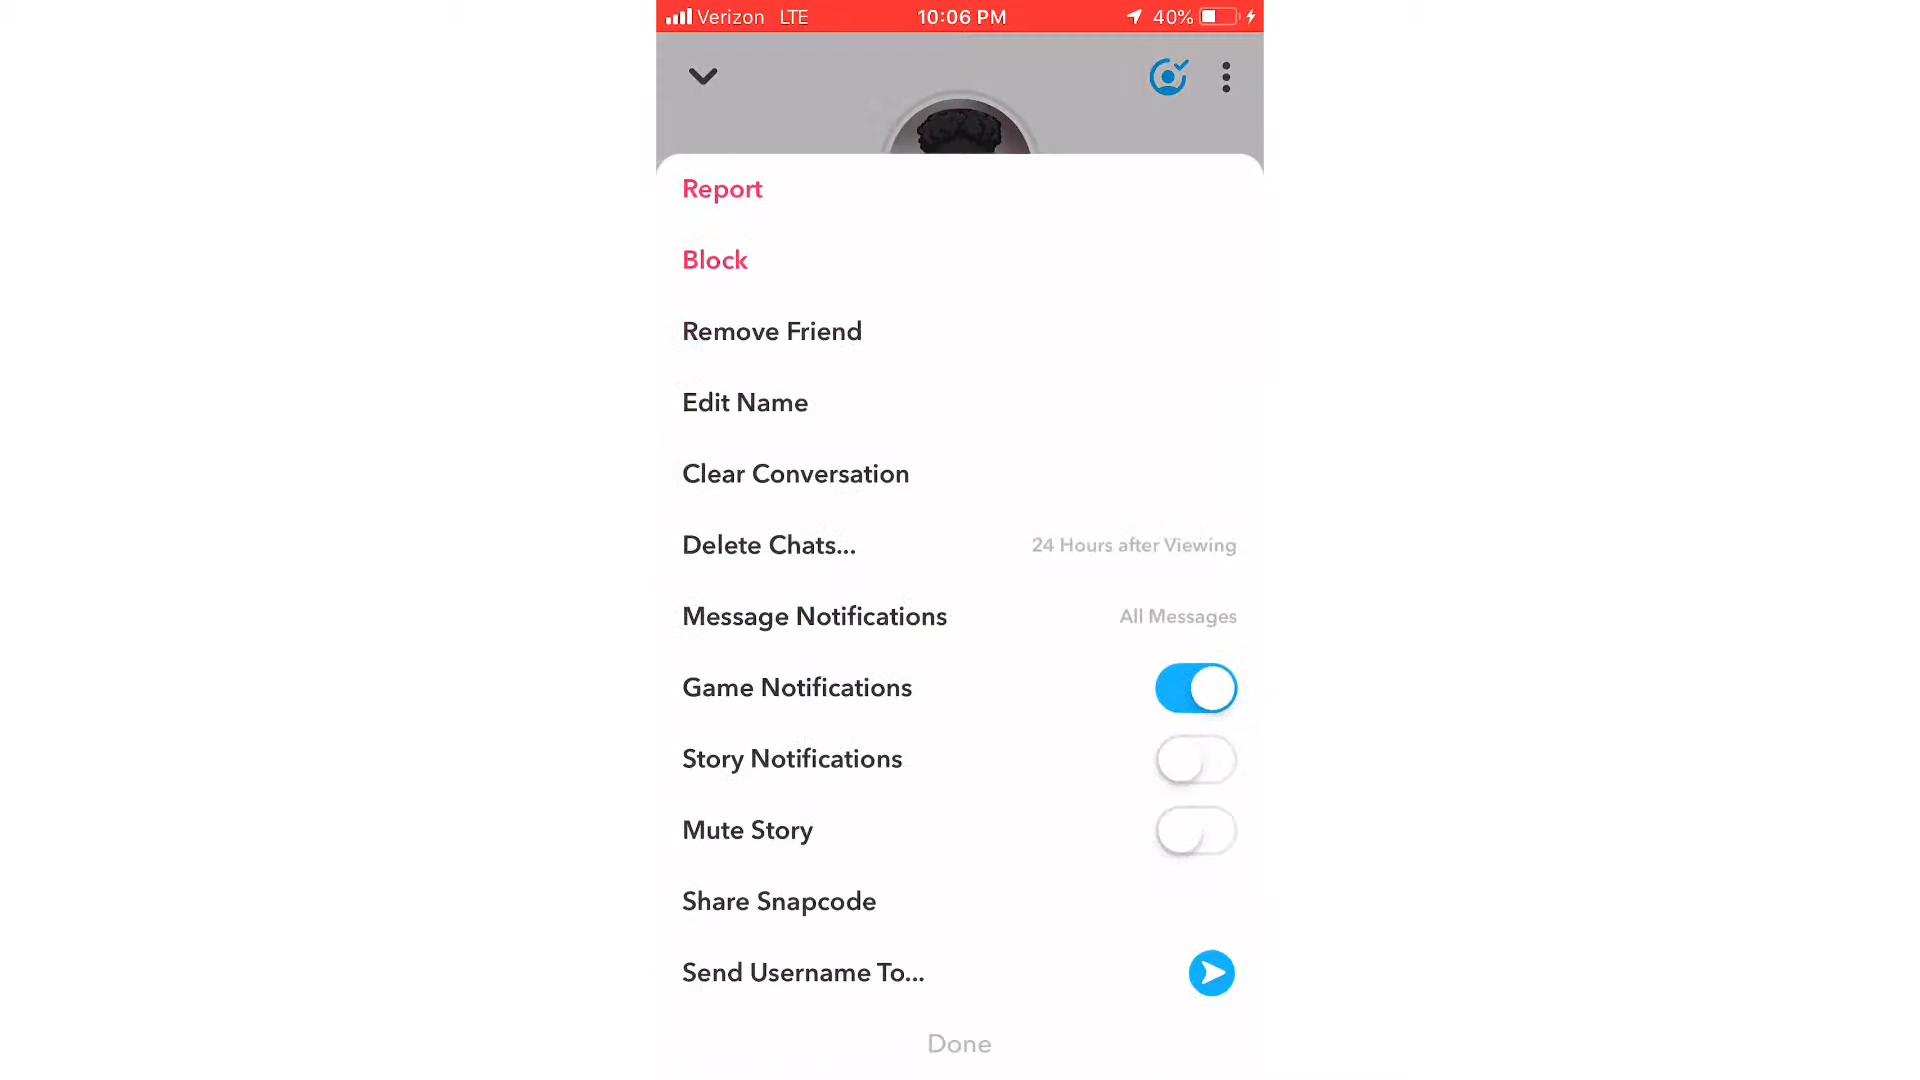 Verizon LTE 10:06 PM 40%
Report
Block
Remove Friend
Edit Name
Clear Conversation
Delete Chats... 24 Hours after Viewing
Message Notifications All Messages
Game Notifications
Story Notifications
Mute Story
Share Snapcode
Send Username To...
Done